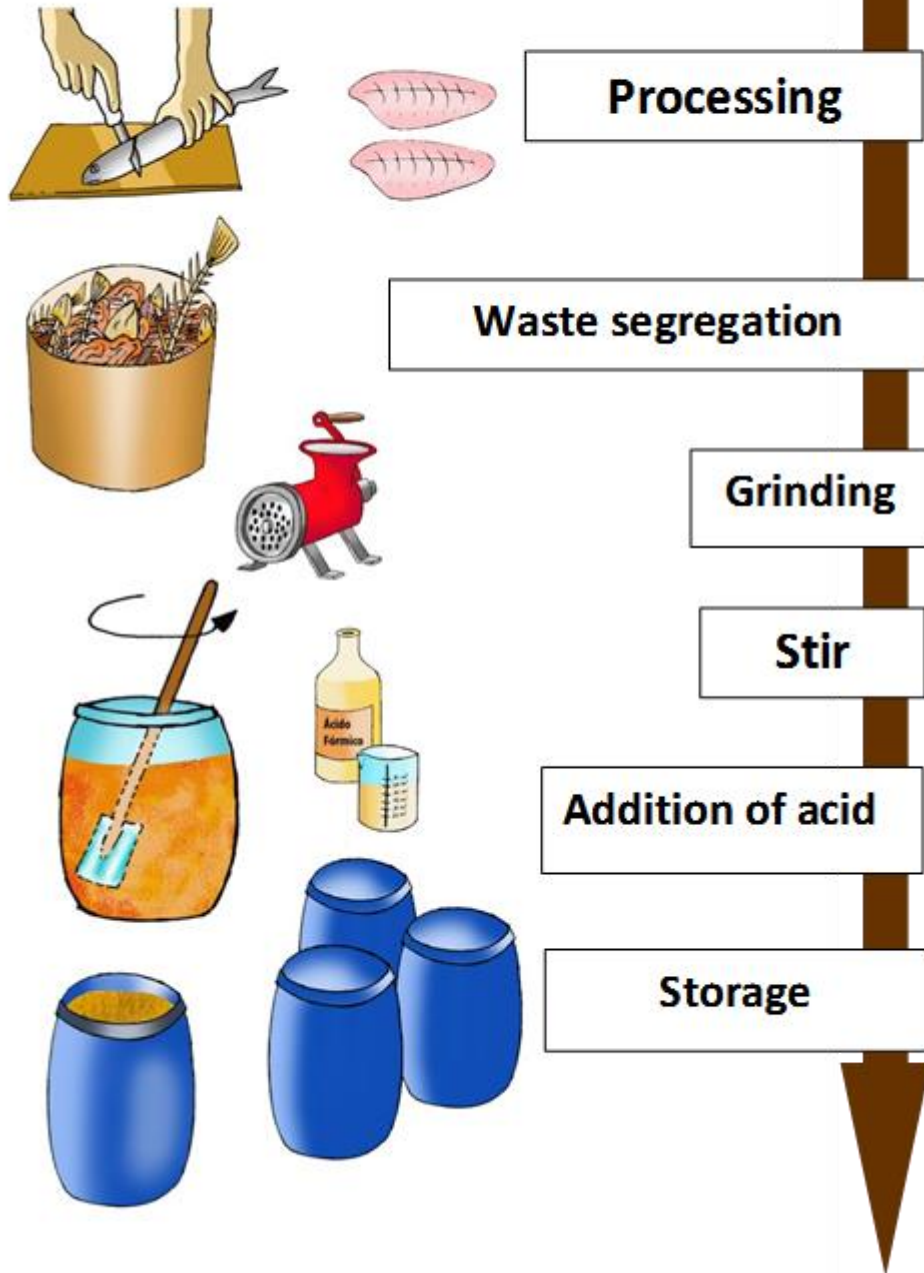 Processing
Waste segregation
Grinding
Stir
Ácido
Fórmico
Addition of acid
Storage